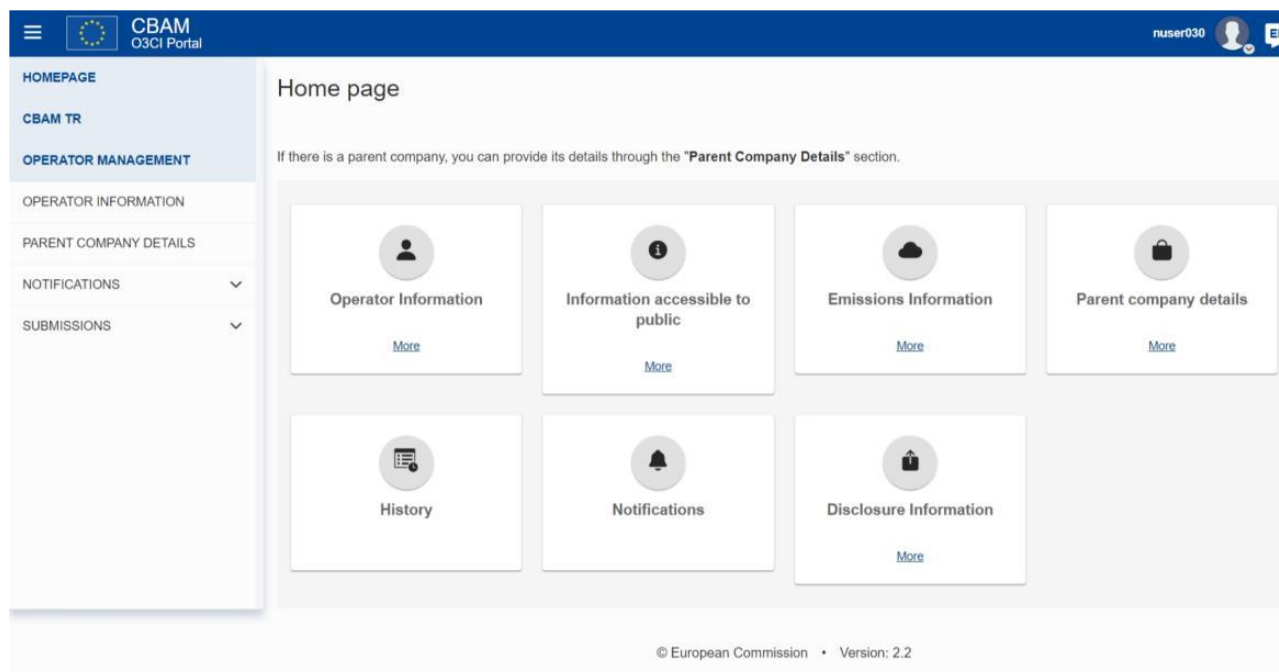 CBAM
O3CI Portal
nuser030
HOMEPAGE
CBAM TR
OPERATOR MANAGEMENT
OPERATOR INFORMATION
PARENT COMPANY DETAILS
NOTIFICATIONS
SUBMISSIONS
Home page
If there is a parent company, you can provide its details through the "Parent Company Details" section.
Operator Information
More
Information accessible to
public
More
Emissions Information
More
Parent company details
More
History
Notifications
Disclosure Information
More
© European Commission • Version: 2.2